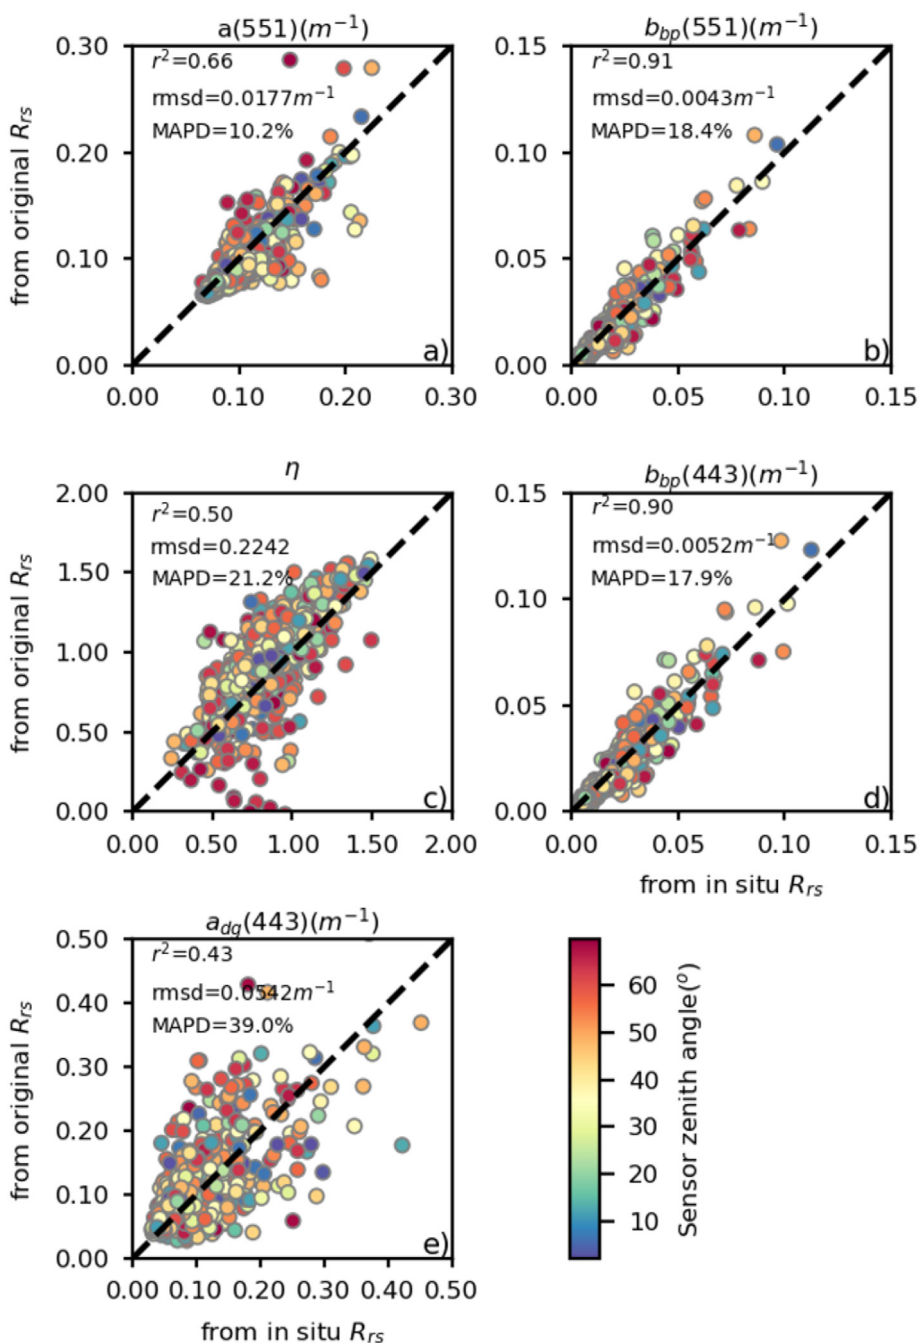 a(551)(m⁻¹)
r²=0.66
rmsd=0.0177m⁻¹
MAPD=10.2%
from original Rrs
0.30
0.20
0.10
0.00
a)
0.00 0.10 0.20 0.30
bbp(551)(m⁻¹)
r²=0.91
rmsd=0.0043m⁻¹
MAPD=18.4%
0.15
0.10
0.05
0.00
b)
0.00 0.05 0.10 0.15
η
r²=0.50
rmsd=0.2242
MAPD=21.2%
from original Rrs
2.00
1.50
1.00
0.50
0.00
c)
0.00 0.50 1.00 1.50 2.00
bbp(443)(m⁻¹)
r²=0.90
rmsd=0.0052m⁻¹
MAPD=17.9%
0.15
0.10
0.05
0.00
d)
0.00 0.05 0.10 0.15
from in situ Rrs
adg(443)(m⁻¹)
r²=0.43
rmsd=0.0542m⁻¹
MAPD=39.0%
from original Rrs
0.50
0.40
0.30
0.20
0.10
0.00
e)
0.00 0.10 0.20 0.30 0.40 0.50
from in situ Rrs
60
50
40
30
20
10
Sensor zenith angle(⁰)